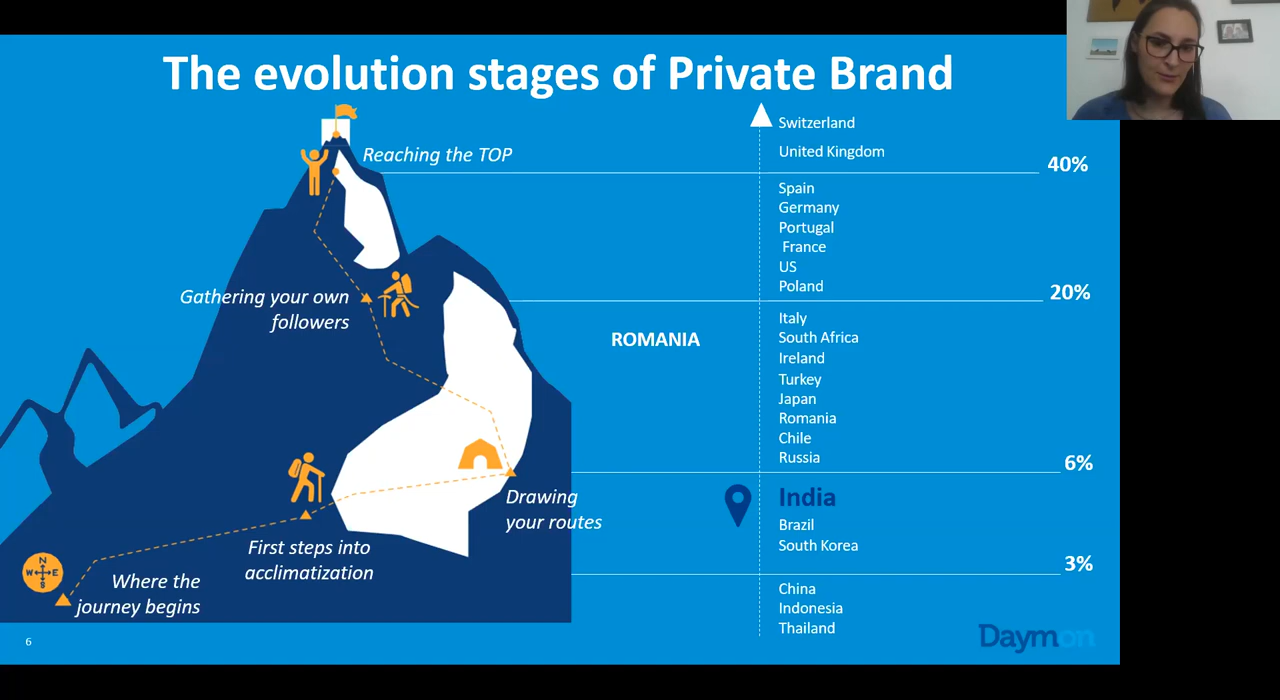 The evolution stages of Private Brand
Reaching the TOP
Gathering your own
followers
First steps into
acclimatization
Drawing
your routes
Where the
journey begins
N
W E
S
ROMANIA
Switzerland
United Kingdom
40%
Spain
Germany
Portugal
France
US
Poland
20%
Italy
South Africa
Ireland
Turkey
Japan
Romania
Chile
Russia
6%
India
Brazil
South Korea
3%
China
Indonesia
Thailand
6
Daymon